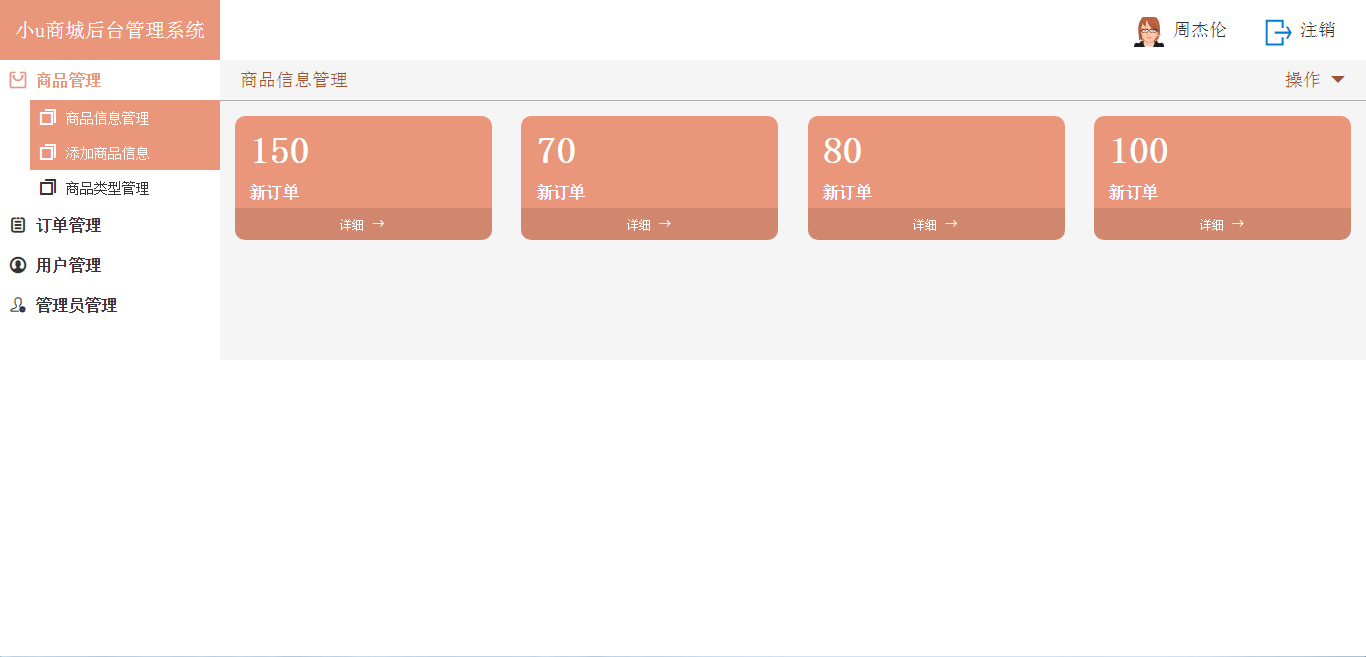 小u商城后台管理系统
周杰伦
注销
商品管理
商品信息管理
添加商品信息
商品类型管理
订单管理
用户管理
管理员管理
商品信息管理
操作
150
新订单
详细 →
70
新订单
详细 →
80
新订单
详细 →
100
新订单
详细 →